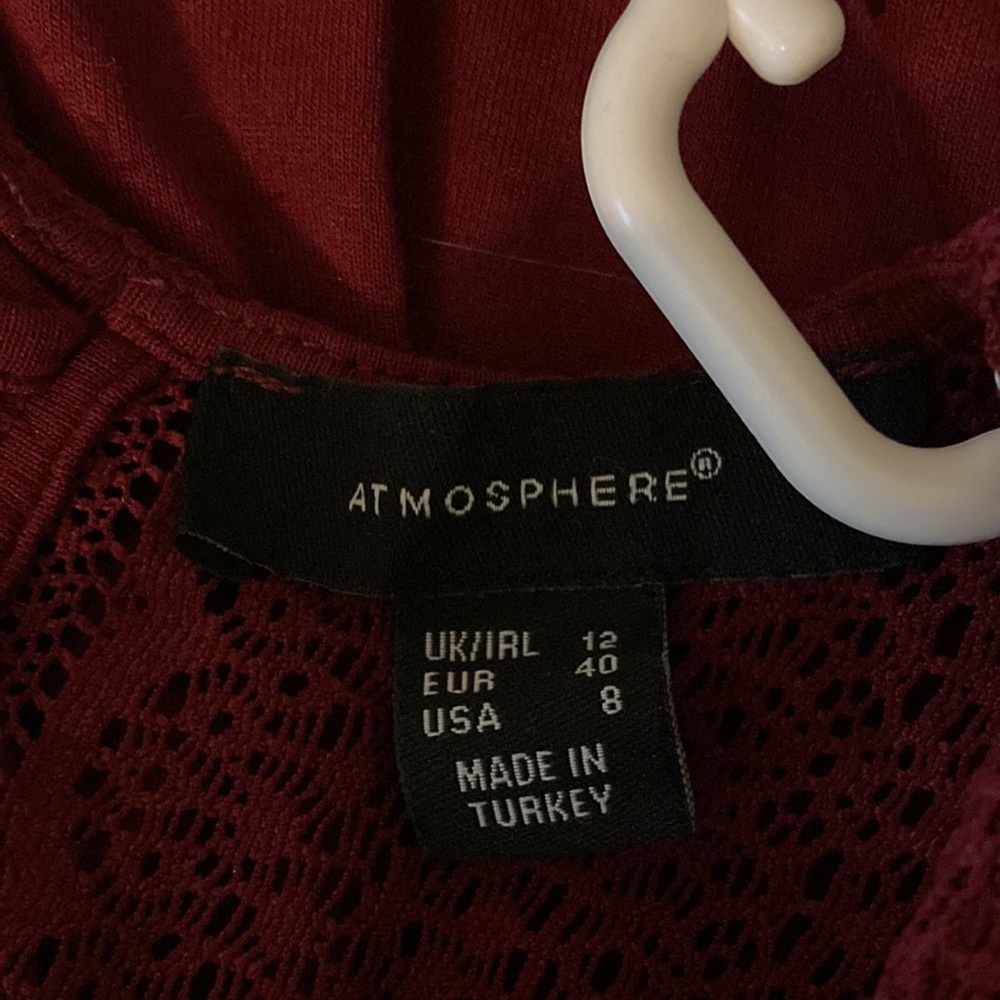 ATMOSPHERE®
UK/IRL 12
EUR 40
USA 8
MADE IN
TURKEY